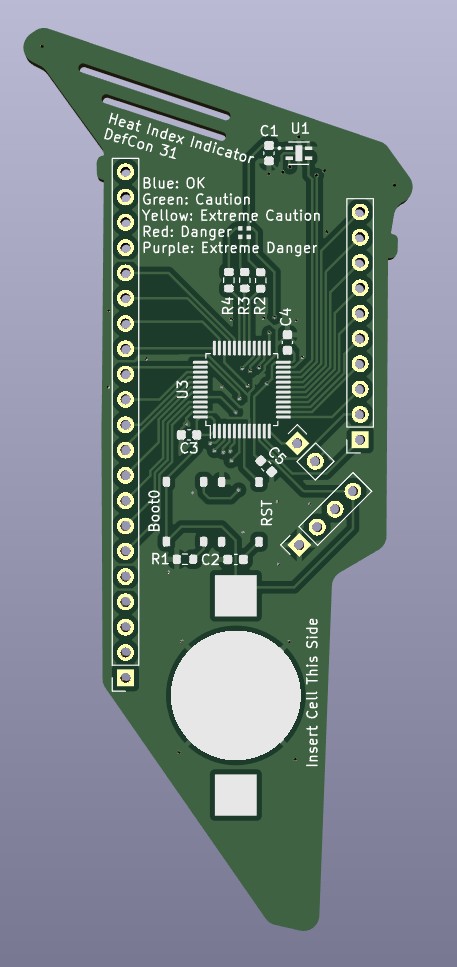 C1
U1
Heat Index Indicator
DefCon 31
Blue: OK
Green: Caution
Yellow: Extreme Caution
Red: Danger
Purple: Extreme Danger
R4
R3
R2
C4
U3
C3
C5
Boot0
RST
R1
C2
Insert Cell This Side